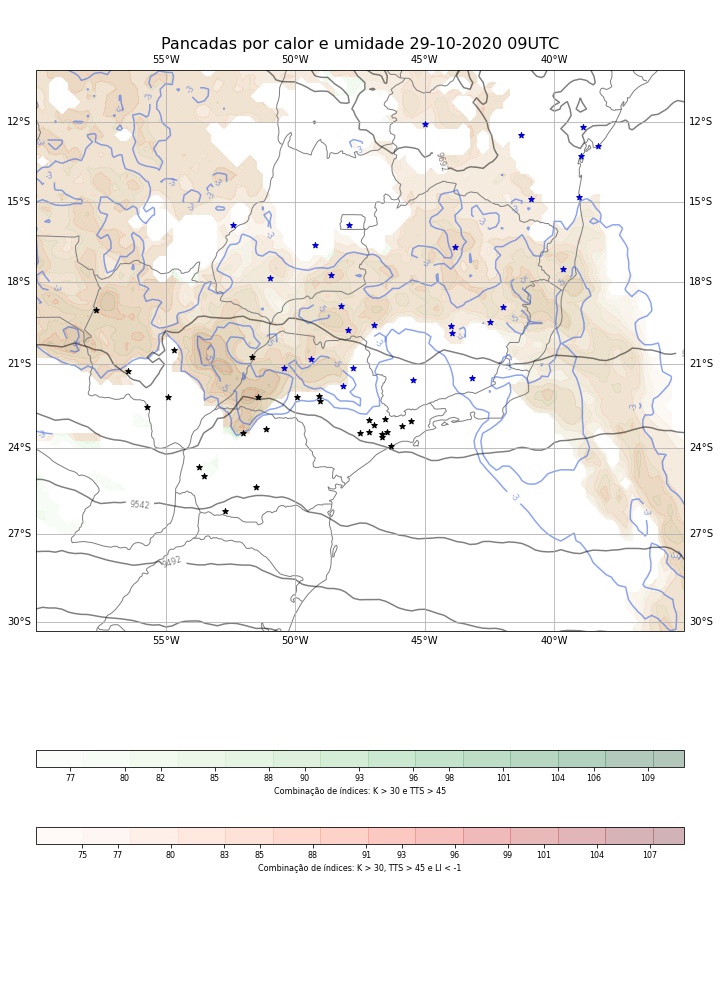 Pancadas por calor e umidade 29-10-2020 09UTC
55°W 50°W 45°W 40°W
12°S 12°S
15°S 15°S
18°S 18°S
21°S 21°S
24°S 24°S
27°S 27°S
30°S 30°S
9692
9542
9492
55°W 50°W 45°W 40°W
77 80 82 85 88 90 93 96 98 101 104 106 109
Combinação de índices: K > 30 e TTS > 45
75 77 80 83 85 88 91 93 96 99 101 104 107
Combinação de índices: K > 30, TTS > 45 e LI < -1